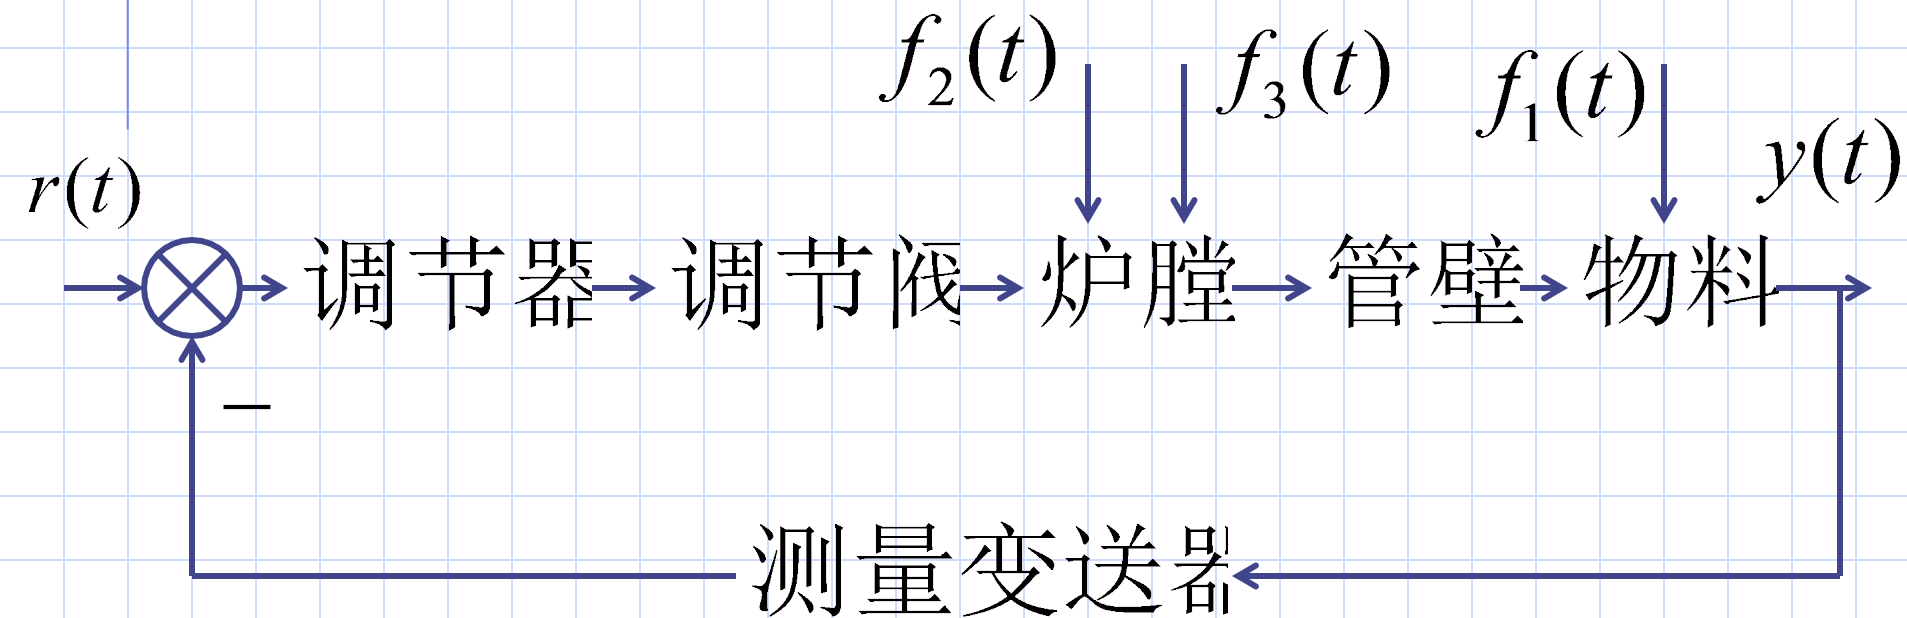 f₂(t) f₃(t) f₁(t)
r(t) y(t)
调节器 调节阀 炉膛 管壁 物料
−
测量变送器